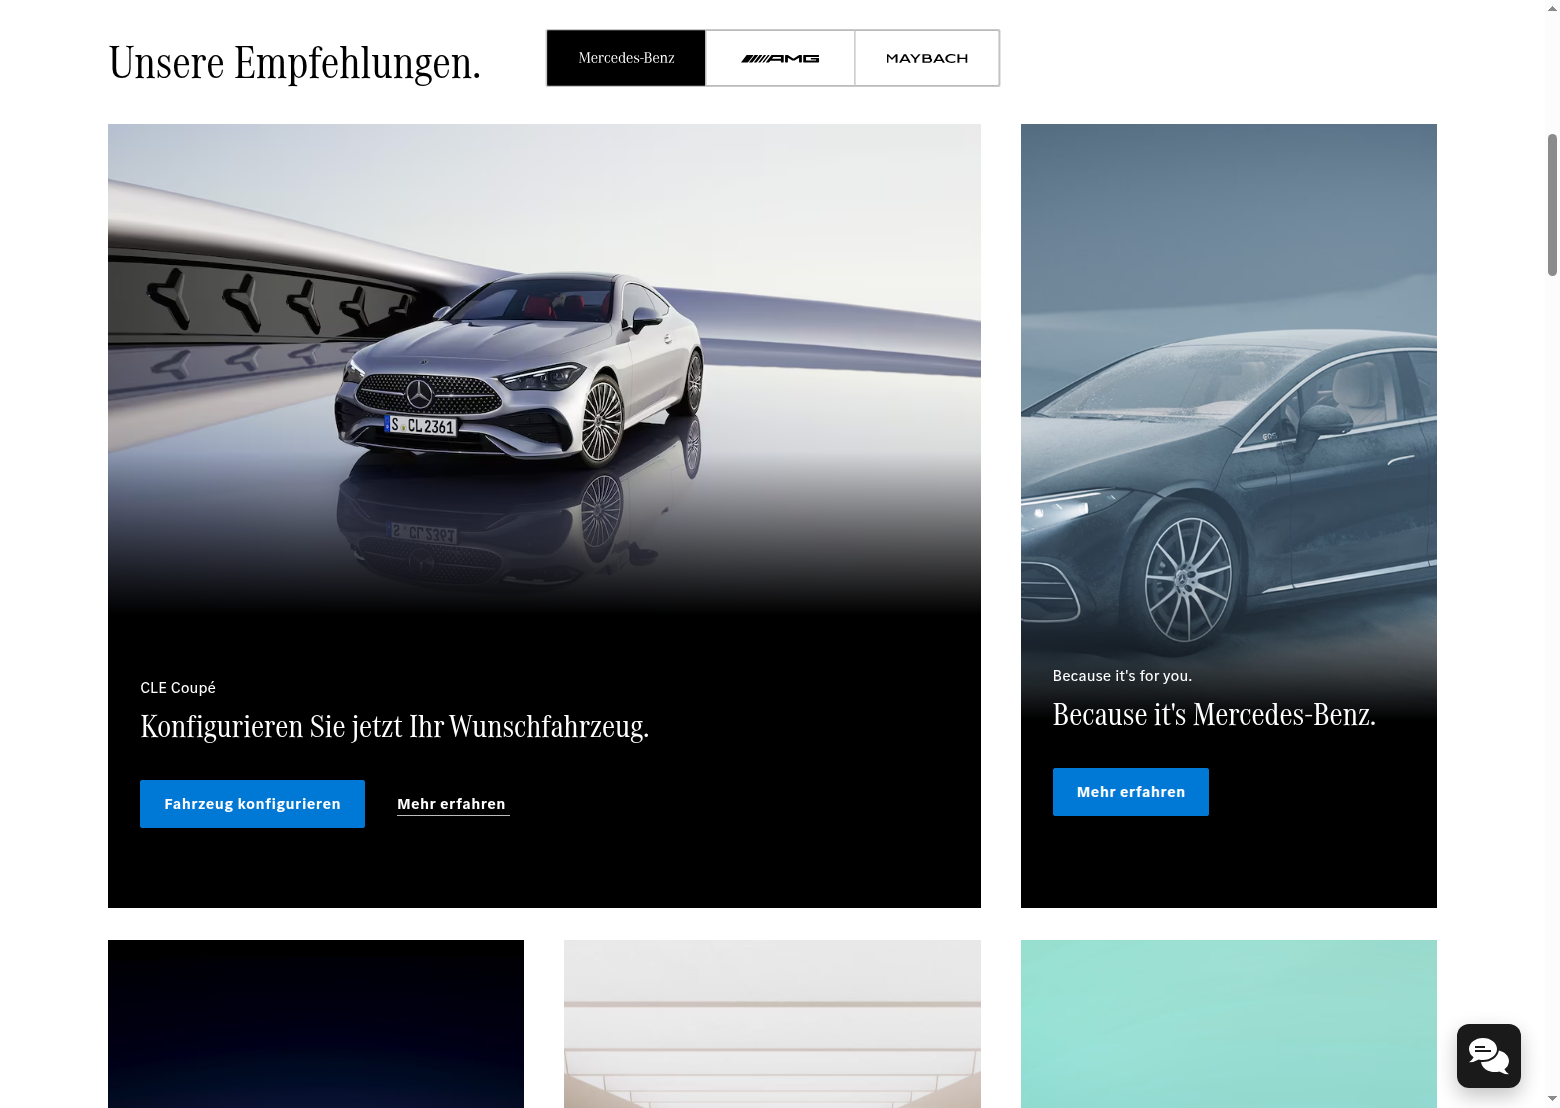 Unsere Empfehlungen.
Mercedes-Benz
AMG
MAYBACH
S CL 2361
CLE Coupé
Konfigurieren Sie jetzt Ihr Wunschfahrzeug.
Fahrzeug konfigurieren
Mehr erfahren
EQS
Because it's for you.
Because it's Mercedes-Benz.
Mehr erfahren